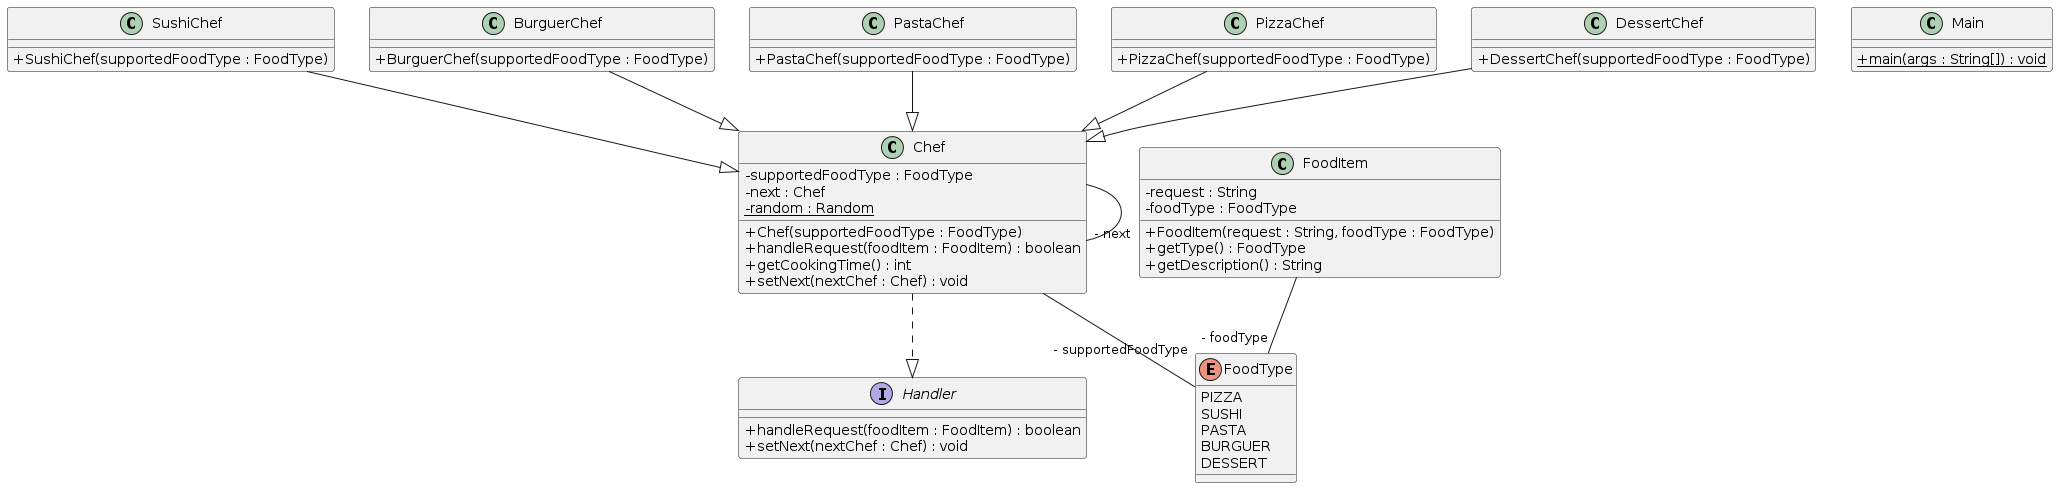 C SushiChef
+SushiChef(supportedFoodType : FoodType)
C BurguerChef
+BurguerChef(supportedFoodType : FoodType)
C PastaChef
+PastaChef(supportedFoodType : FoodType)
C PizzaChef
+PizzaChef(supportedFoodType : FoodType)
C DessertChef
+DessertChef(supportedFoodType : FoodType)
C Main
+main(args : String[]) : void
C Chef
-supportedFoodType : FoodType
-next : Chef
-random : Random
+Chef(supportedFoodType : FoodType)
+handleRequest(foodItem : FoodItem) : boolean
+getCookingTime() : int
+setNext(nextChef : Chef) : void
- next
C FoodItem
-request : String
-foodType : FoodType
+FoodItem(request : String, foodType : FoodType)
+getType() : FoodType
+getDescription() : String
- supportedFoodType
- foodType
I Handler
+handleRequest(foodItem : FoodItem) : boolean
+setNext(nextChef : Chef) : void
E FoodType
PIZZA
SUSHI
PASTA
BURGUER
DESSERT